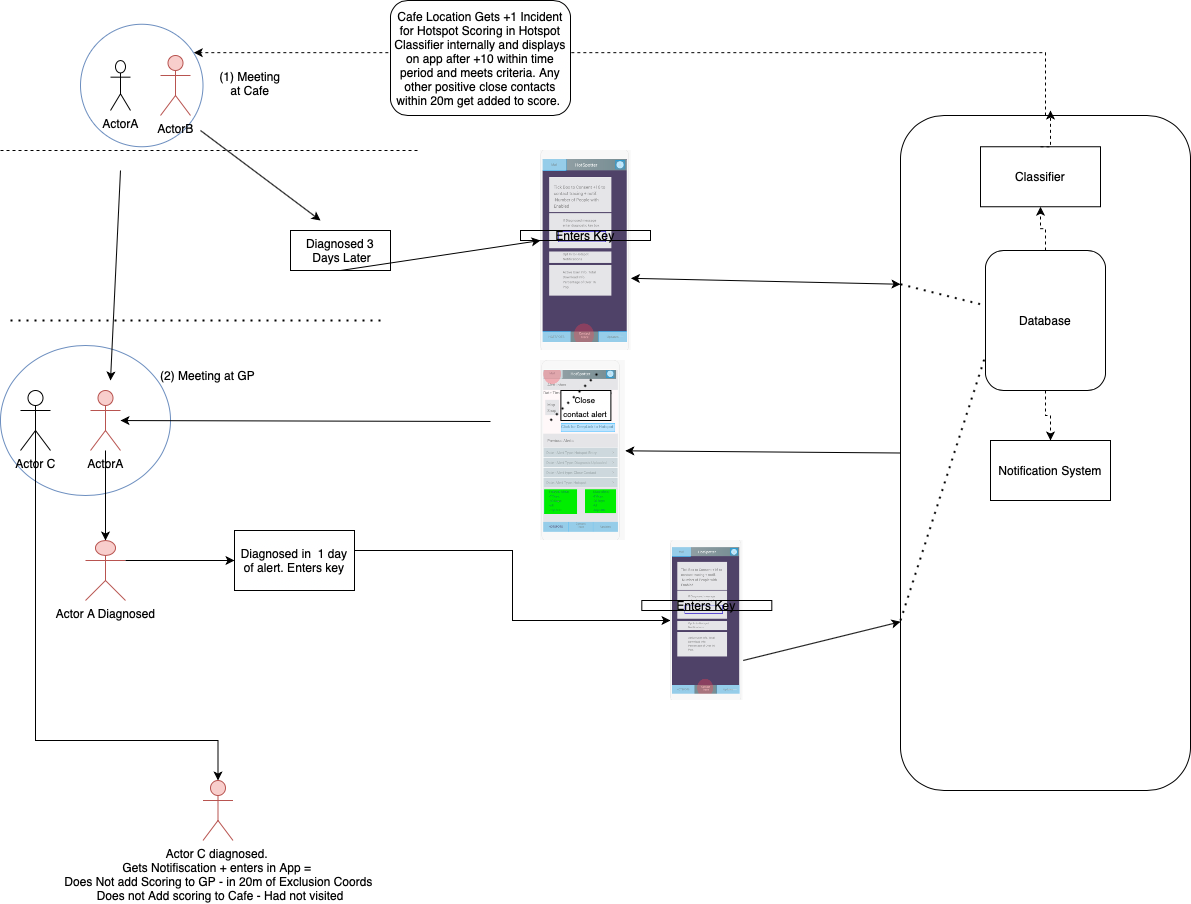 Cafe Location Gets +1 Incident
for Hotspot Scoring in Hotspot
Classifier internally and displays
on app after +10 within time
period and meets criteria. Any
other positive close contacts
within 20m get added to score.
(1) Meeting
at Cafe
ActorA
ActorB
Classifier
HotSpotter
Enters Key
Diagnosed 3
Days Later
Database
(2) Meeting at GP
HotSpotter
Close
contact alert
Previous Alerts
Actor C
ActorA
Notification System
Diagnosed in 1 day
of alert. Enters key
HotSpotter
Enters Key
Actor A Diagnosed
Actor C diagnosed.
Gets Notifiscation + enters in App =
Does Not add Scoring to GP - in 20m of Exclusion Coords
Does not Add scoring to Cafe - Had not visited